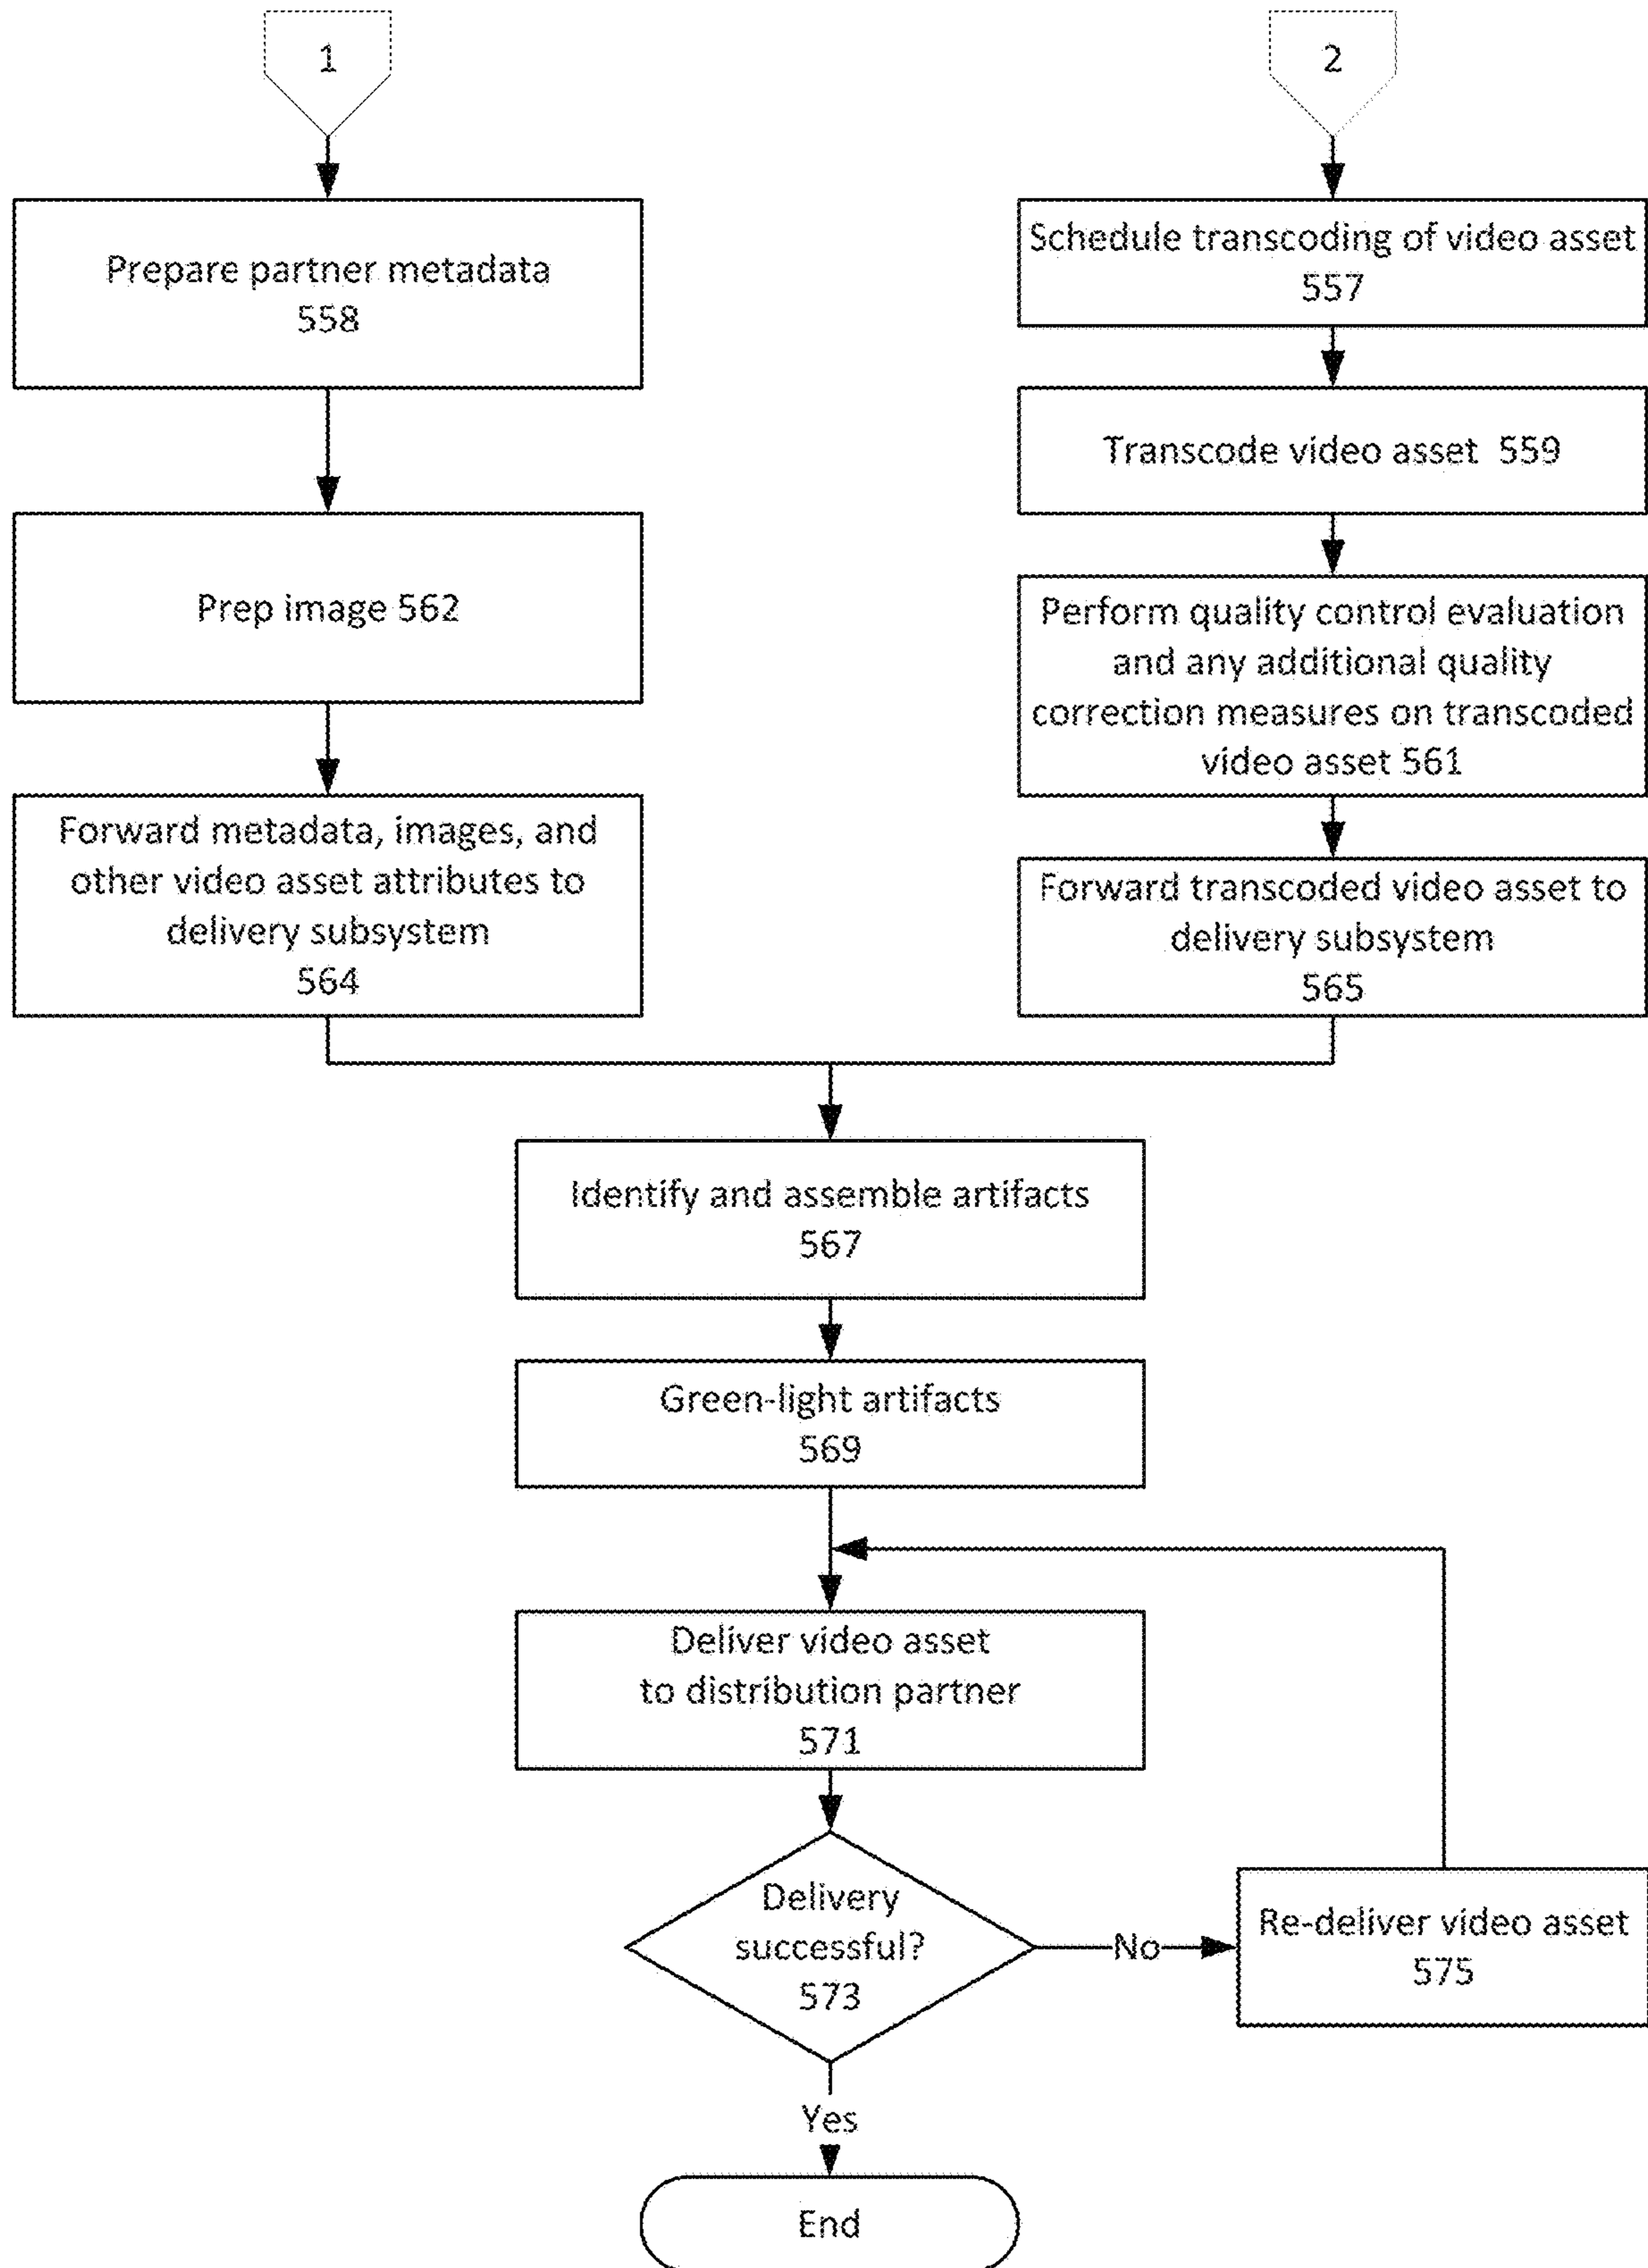 1
2
Prepare partner metadata
558
Schedule transcoding of video asset
557
Transcode video asset 559
Prep image 562
Perform quality control evaluation
and any additional quality
correction measures on transcoded
video asset 561
Forward metadata, images, and
other video asset attributes to
delivery subsystem
564
Forward transcoded video asset to
delivery subsystem
565
Identify and assemble artifacts
567
Green-light artifacts
569
Deliver video asset
to distribution partner
571
Delivery
successful?
573
No
Re-deliver video asset
575
Yes
End